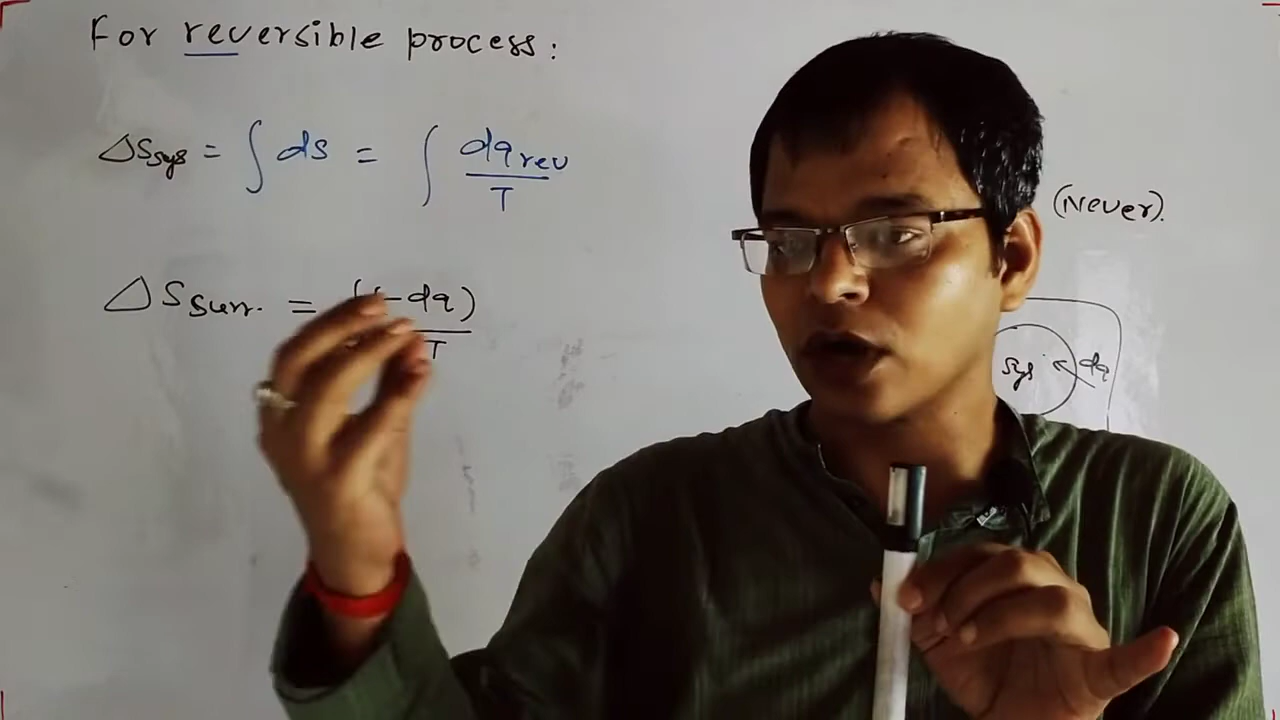 For reversible process:
ΔSsys = ∫ ds = ∫ dqrev / T
(Never).
ΔSsurr. = (-dq) / T
sys dq